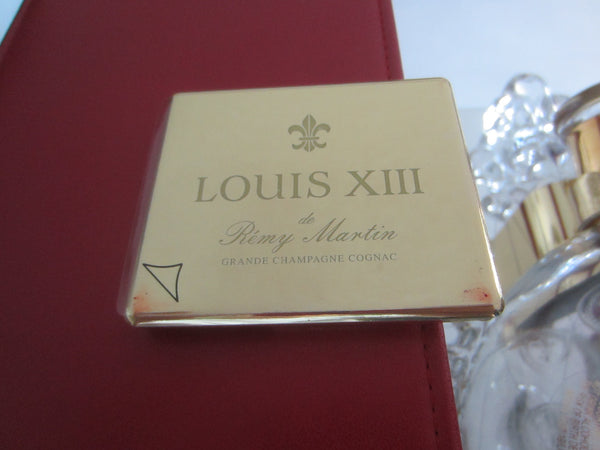 LOUIS XIII
de
Rémy Martin
GRANDE CHAMPAGNE COGNAC